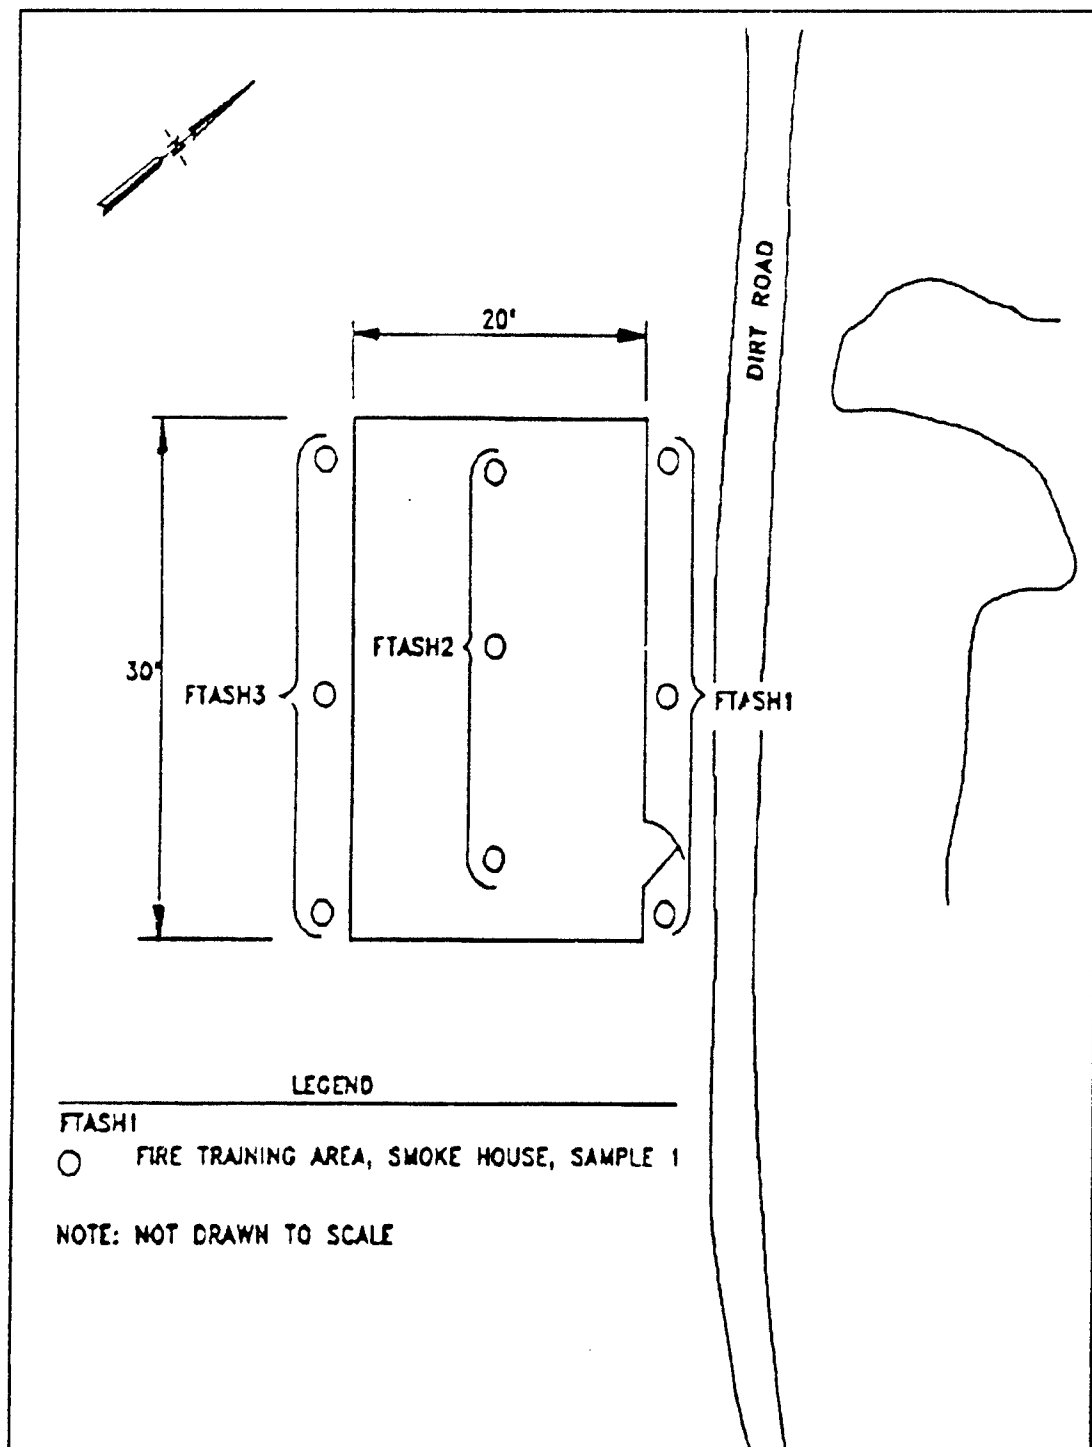 N
DIRT ROAD
20'
FTASH2
30'
FTASH3
FTASH1
LEGEND
FTASH1
FIRE TRAINING AREA, SMOKE HOUSE, SAMPLE 1
NOTE: NOT DRAWN TO SCALE